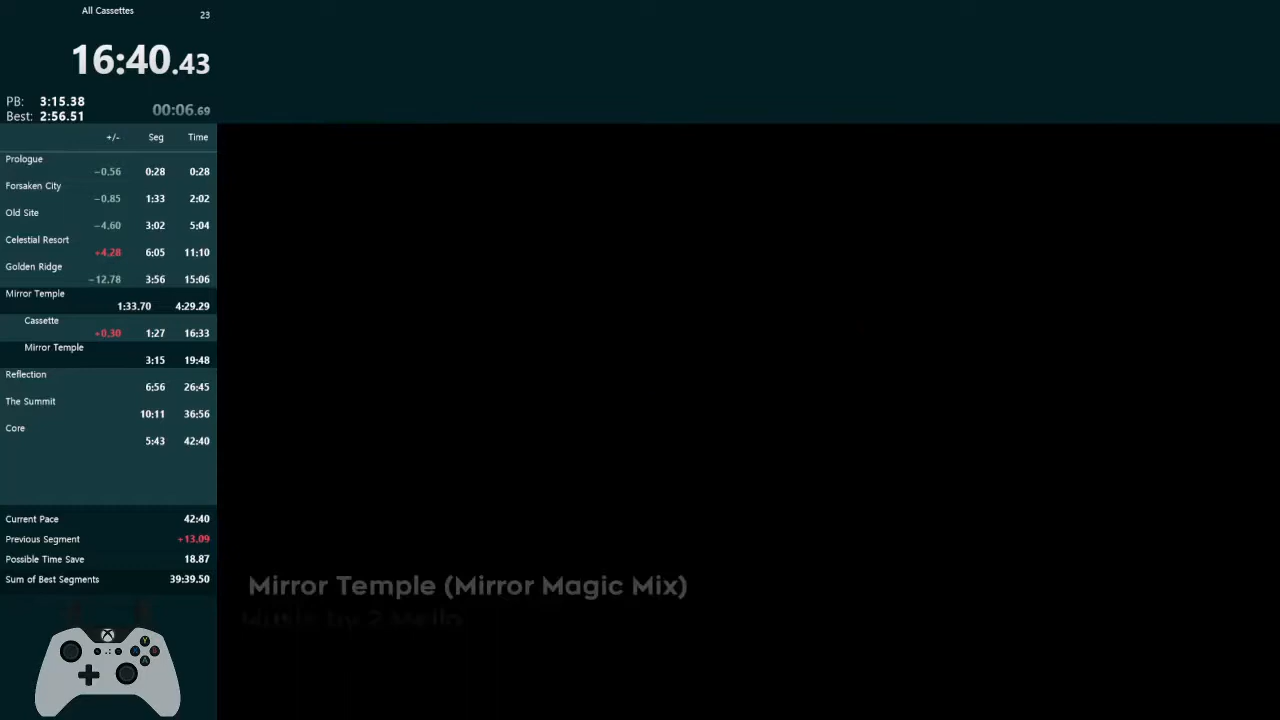 All Cassettes
23
16:40.43
PB: 3:15.38
Best: 2:56.51
00:06.69
+/- Seg Time
Prologue
−0.56 0:28 0:28
Forsaken City
−0.85 1:33 2:02
Old Site
−4.60 3:02 5:04
Celestial Resort
+4.28 6:05 11:10
Golden Ridge
−12.78 3:56 15:06
Mirror Temple
1:33.70 4:29.29
Cassette
+0.30 1:27 16:33
Mirror Temple
3:15 19:48
Reflection
6:56 26:45
The Summit
10:11 36:56
Core
5:43 42:40
Current Pace 42:40
Previous Segment +13.09
Possible Time Save 18.87
Sum of Best Segments 39:39.50
Mirror Temple (Mirror Magic Mix)
Music by 2 Mello
Y
X B
A